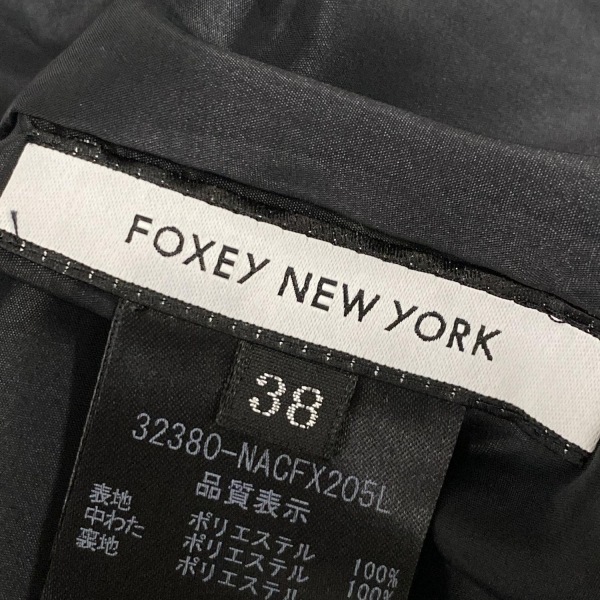 FOXEY NEW YORK
38
32380-NACFX205L
品質表示
表地 ポリエステル 100%
中わた ポリエステル 100%
裏地 ポリエステル